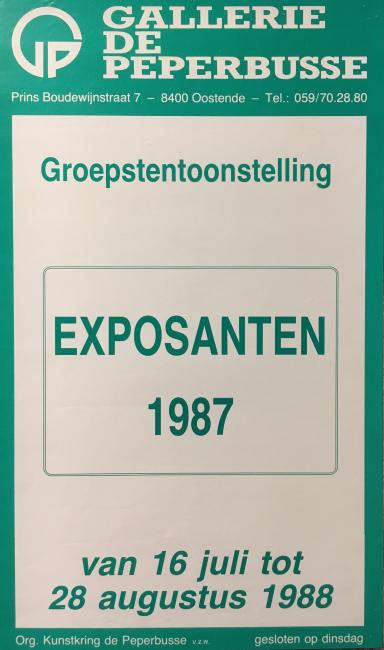 GALLERIE
DE
PEPERBUSSE
Prins Boudewijnstraat 7 – 8400 Oostende – Tel.: 059/70.28.80
Groepstentoonstelling
EXPOSANTEN
1987
van 16 juli tot
28 augustus 1988
Org. Kunstkring de Peperbusse v.z.w. gesloten op dinsdag